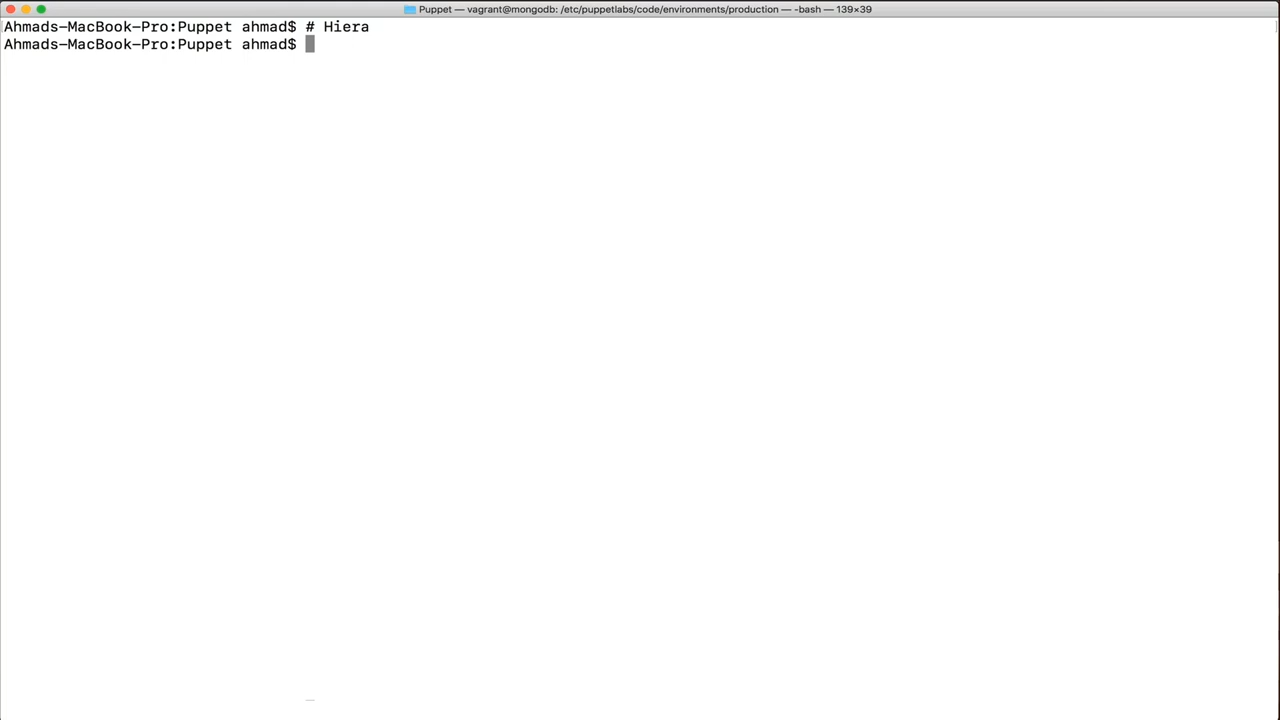 Puppet — vagrant@mongodb: /etc/puppetlabs/code/environments/production — -bash — 139×39
Ahmads-MacBook-Pro:Puppet ahmad$ # Hiera
Ahmads-MacBook-Pro:Puppet ahmad$